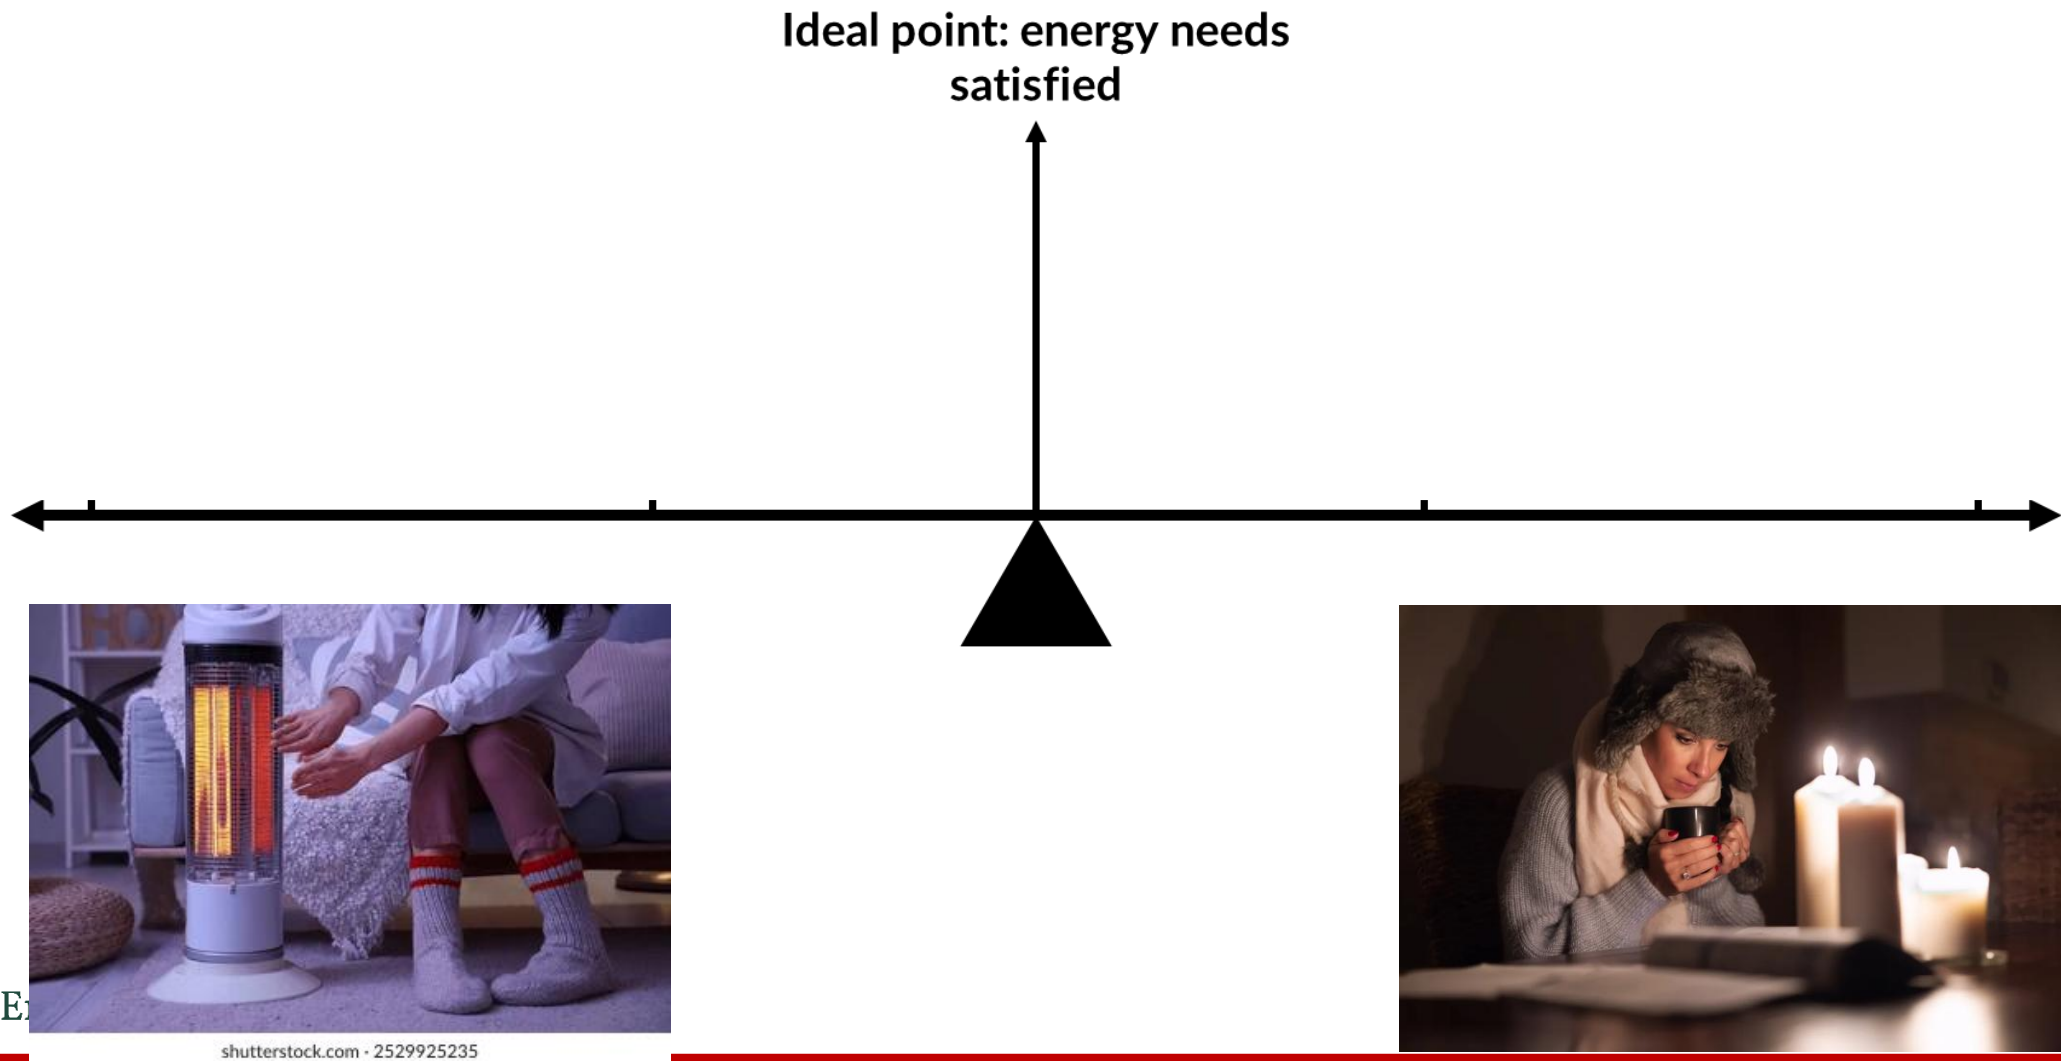 Ideal point: energy needs
satisfied
shutterstock.com · 2529925235